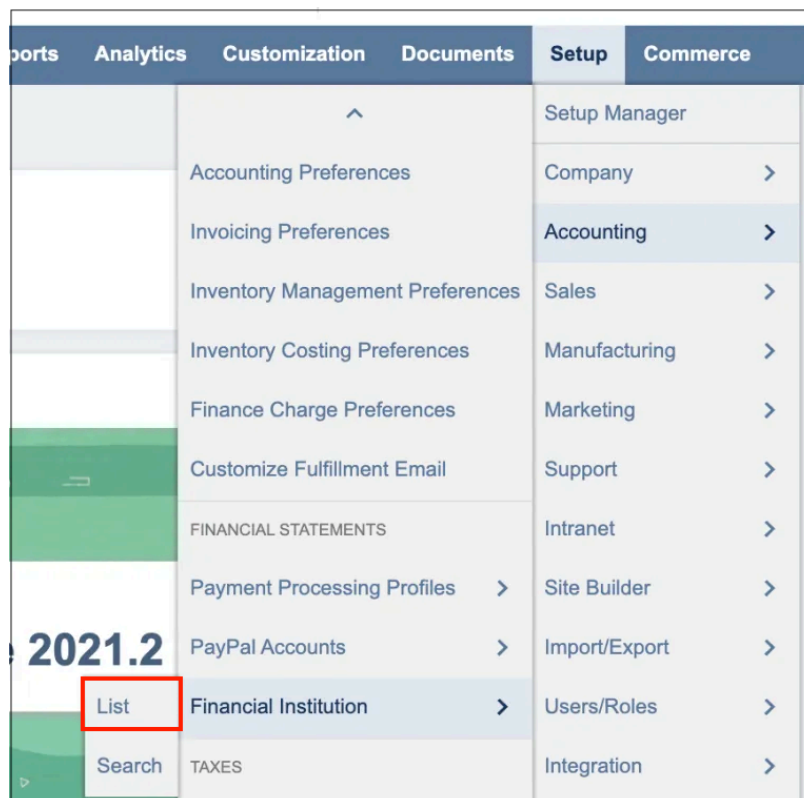 ports Analytics Customization Documents Setup Commerce
Setup Manager
Accounting Preferences
Company
Invoicing Preferences
Accounting
Inventory Management Preferences
Sales
Inventory Costing Preferences
Manufacturing
Finance Charge Preferences
Marketing
Customize Fulfillment Email
Support
FINANCIAL STATEMENTS
Intranet
Payment Processing Profiles
Site Builder
2021.2
PayPal Accounts
Import/Export
List
Financial Institution
Users/Roles
Search
TAXES
Integration